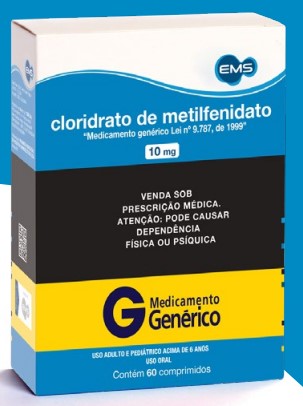 EMS
cloridrato de metilfenidato
"Medicamento genérico Lei nº 9.787, de 1999"
10 mg
VENDA SOB
PRESCRIÇÃO MÉDICA.
ATENÇÃO: PODE CAUSAR
DEPENDÊNCIA
FÍSICA OU PSÍQUICA
G Medicamento
Genérico
USO ADULTO E PEDIÁTRICO ACIMA DE 6 ANOS
USO ORAL
Contém 60 comprimidos